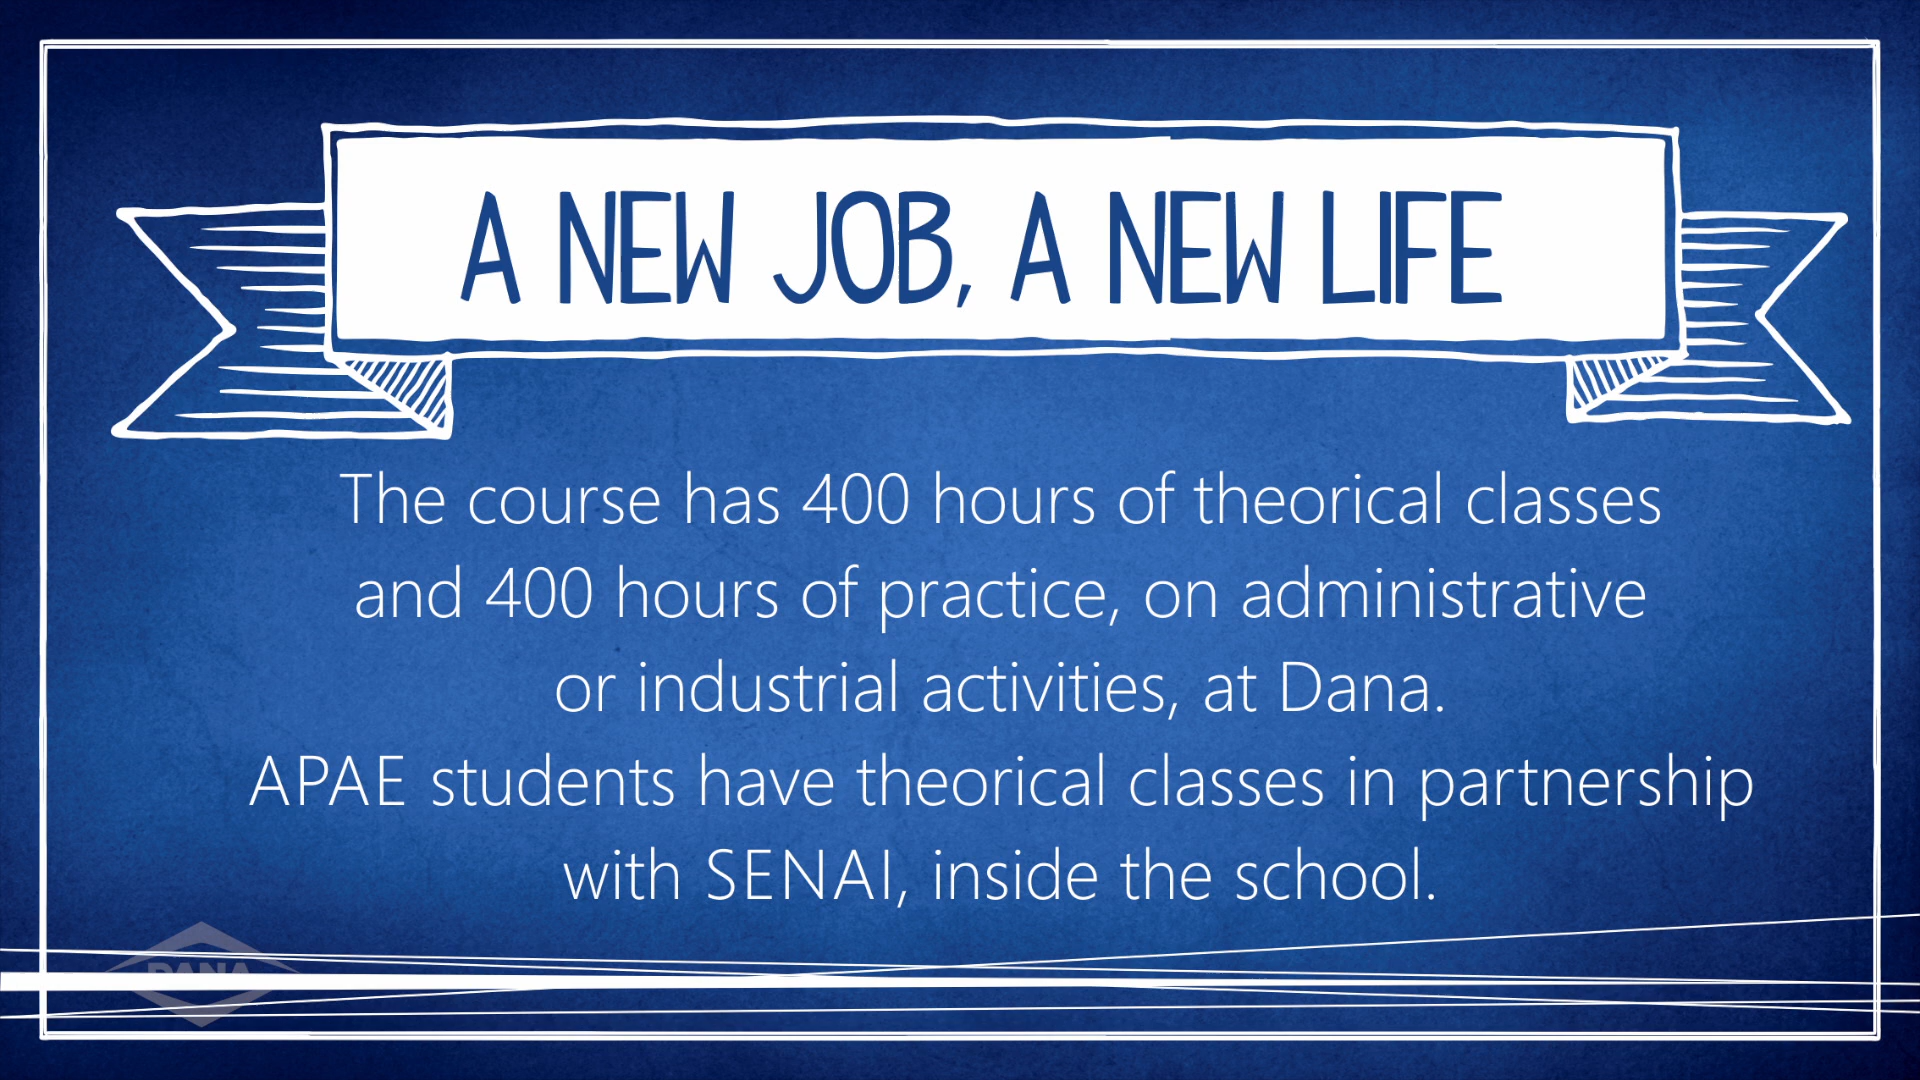 A NEW JOB, A NEW LIFE
The course has 400 hours of theorical classes
and 400 hours of practice, on administrative
or industrial activities, at Dana.
APAE students have theorical classes in partnership
with SENAI, inside the school.
DANA